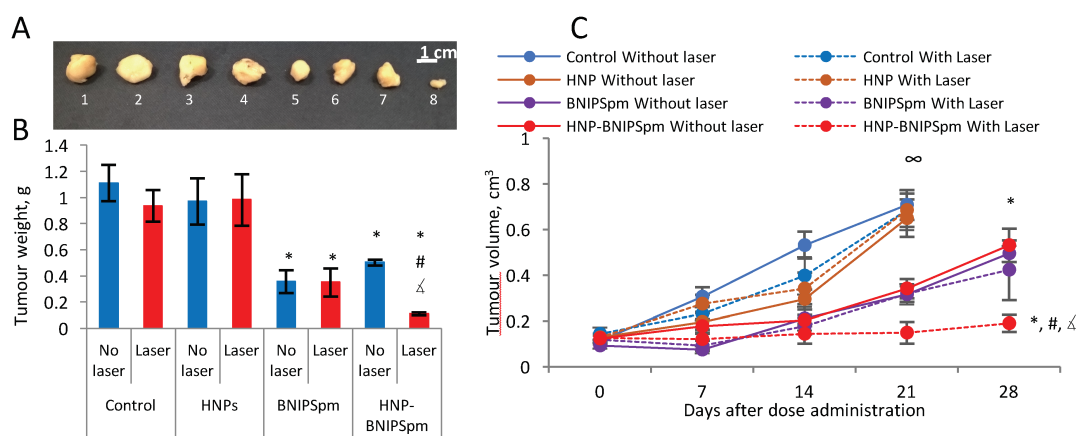 A
1 cm
1 2 3 4 5 6 7 8
B
Tumour weight, g
1.4
1.2
1
0.8
0.6
0.4
0.2
0
* * * *
#
∡
No laser Laser No laser Laser No laser Laser No laser Laser
Control HNPs BNIPSpm HNP-BNIPSpm
C
Control Without laser
HNP Without laser
BNIPSpm Without laser
HNP-BNIPSpm Without laser
Control With Laser
HNP With Laser
BNIPSpm With Laser
HNP-BNIPSpm With Laser
Tumour volume, cm³
1
0.8
0.6
0.4
0.2
0
∞
*
*, #, ∡
0 7 14 21 28
Days after dose administration